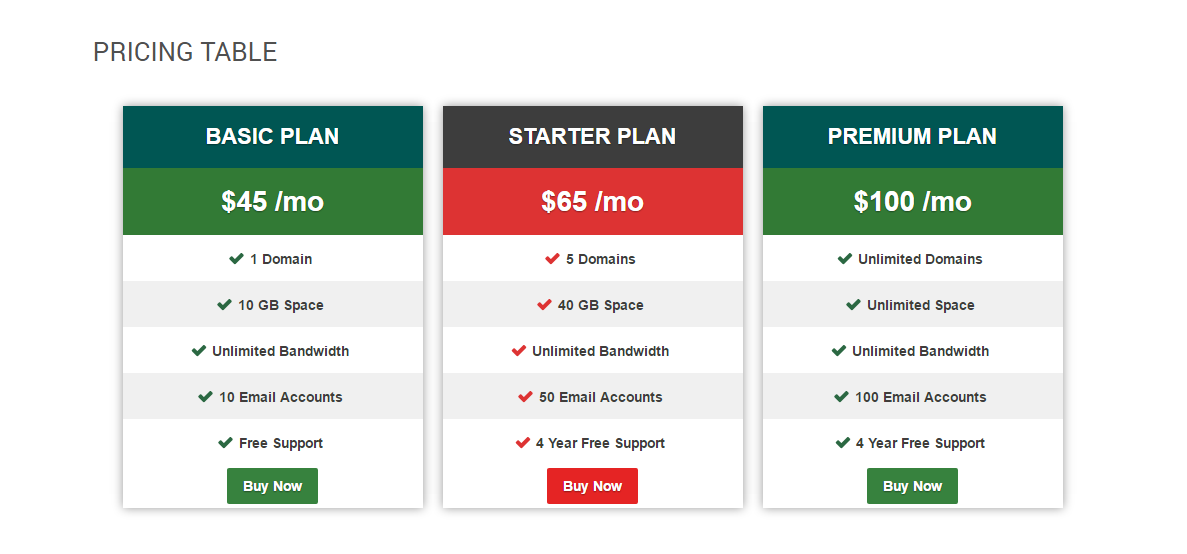 PRICING TABLE
BASIC PLAN
$45 /mo
1 Domain
10 GB Space
Unlimited Bandwidth
10 Email Accounts
Free Support
Buy Now
STARTER PLAN
$65 /mo
5 Domains
40 GB Space
Unlimited Bandwidth
50 Email Accounts
4 Year Free Support
Buy Now
PREMIUM PLAN
$100 /mo
Unlimited Domains
Unlimited Space
Unlimited Bandwidth
100 Email Accounts
4 Year Free Support
Buy Now